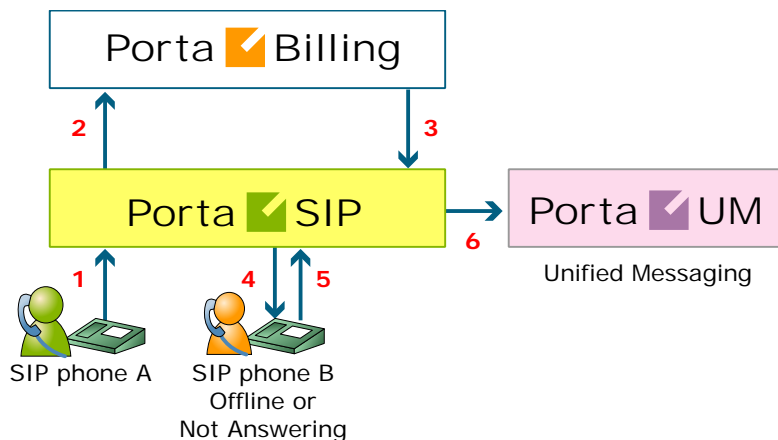 Porta Billing
2
3
Porta SIP
Porta UM
6
Unified Messaging
1
4
5
SIP phone A
SIP phone B
Offline or
Not Answering